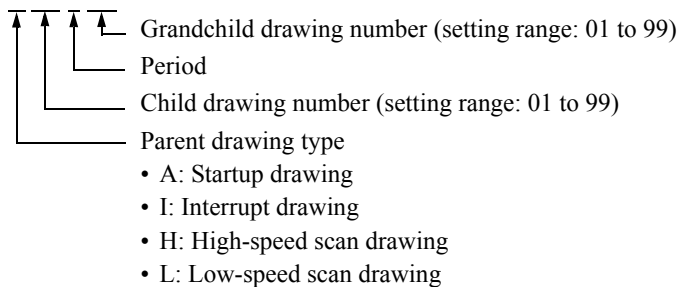 Grandchild drawing number (setting range: 01 to 99)
Period
Child drawing number (setting range: 01 to 99)
Parent drawing type
• A: Startup drawing
• I: Interrupt drawing
• H: High-speed scan drawing
• L: Low-speed scan drawing